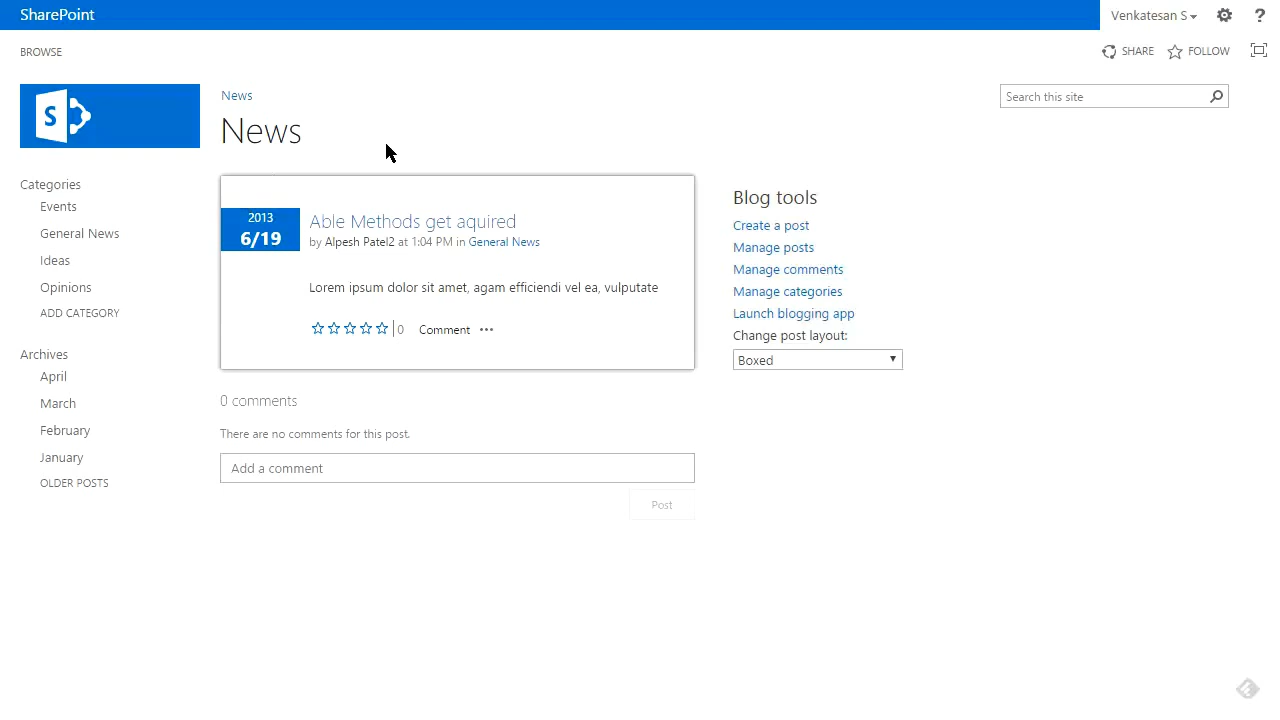 SharePoint
Venkatesan S
?
BROWSE
SHARE
FOLLOW
S
News
Search this site
News
Categories
Events
General News
Ideas
Opinions
ADD CATEGORY
Archives
April
March
February
January
OLDER POSTS
2013
6/19
Able Methods get aquired
by Alpesh Patel2 at 1:04 PM in General News
Lorem ipsum dolor sit amet, agam efficiendi vel ea, vulputate
0 Comment ···
0 comments
There are no comments for this post.
Add a comment
Post
Blog tools
Create a post
Manage posts
Manage comments
Manage categories
Launch blogging app
Change post layout:
Boxed